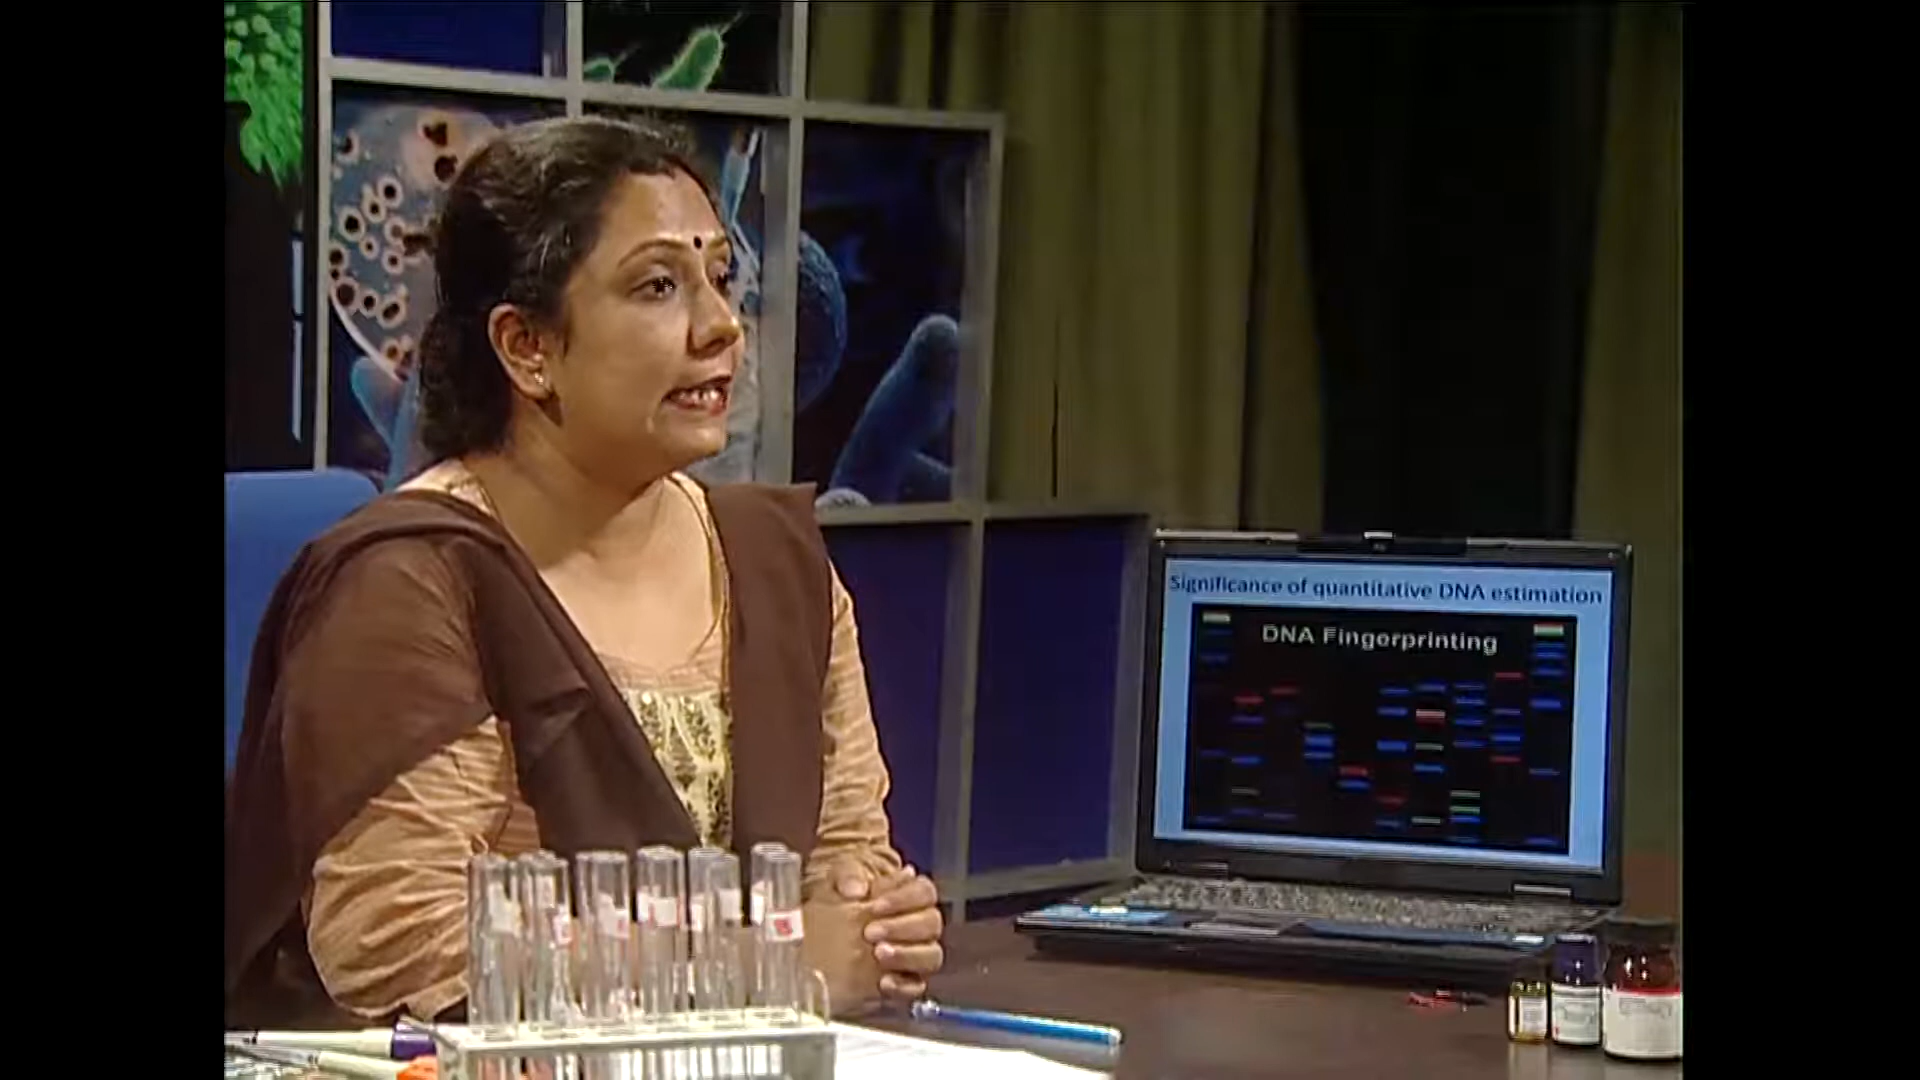 Significance of quantitative DNA estimation
DNA Fingerprinting